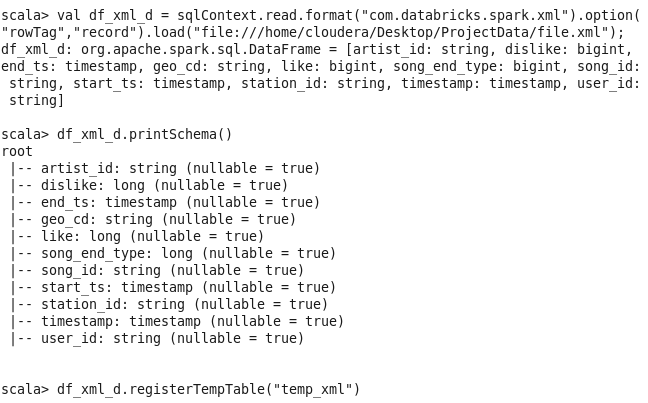 scala> val df_xml_d = sqlContext.read.format("com.databricks.spark.xml").option(
"rowTag","record").load("file:///home/cloudera/Desktop/ProjectData/file.xml");
df_xml_d: org.apache.spark.sql.DataFrame = [artist_id: string, dislike: bigint,
end_ts: timestamp, geo_cd: string, like: bigint, song_end_type: bigint, song_id:
 string, start_ts: timestamp, station_id: string, timestamp: timestamp, user_id:
 string]

scala> df_xml_d.printSchema()
root
 |-- artist_id: string (nullable = true)
 |-- dislike: long (nullable = true)
 |-- end_ts: timestamp (nullable = true)
 |-- geo_cd: string (nullable = true)
 |-- like: long (nullable = true)
 |-- song_end_type: long (nullable = true)
 |-- song_id: string (nullable = true)
 |-- start_ts: timestamp (nullable = true)
 |-- station_id: string (nullable = true)
 |-- timestamp: timestamp (nullable = true)
 |-- user_id: string (nullable = true)


scala> df_xml_d.registerTempTable("temp_xml")